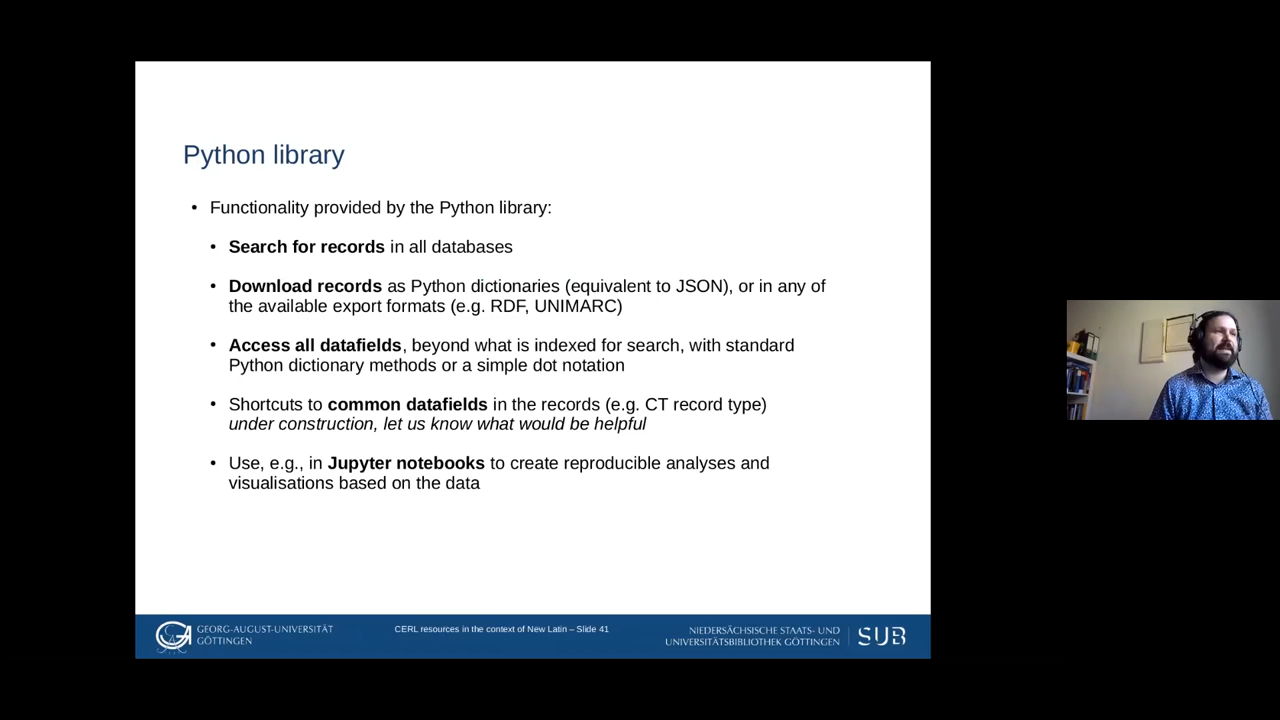 Python library
• Functionality provided by the Python library:
• Search for records in all databases
• Download records as Python dictionaries (equivalent to JSON), or in any of
the available export formats (e.g. RDF, UNIMARC)
• Access all datafields, beyond what is indexed for search, with standard
Python dictionary methods or a simple dot notation
• Shortcuts to common datafields in the records (e.g. CT record type)
under construction, let us know what would be helpful
• Use, e.g., in Jupyter notebooks to create reproducible analyses and
visualisations based on the data
GEORG-AUGUST-UNIVERSITÄT
GÖTTINGEN
CERL resources in the context of New Latin – Slide 41
NIEDERSÄCHSISCHE STAATS- UND
UNIVERSITÄTSBIBLIOTHEK GÖTTINGEN
SUB